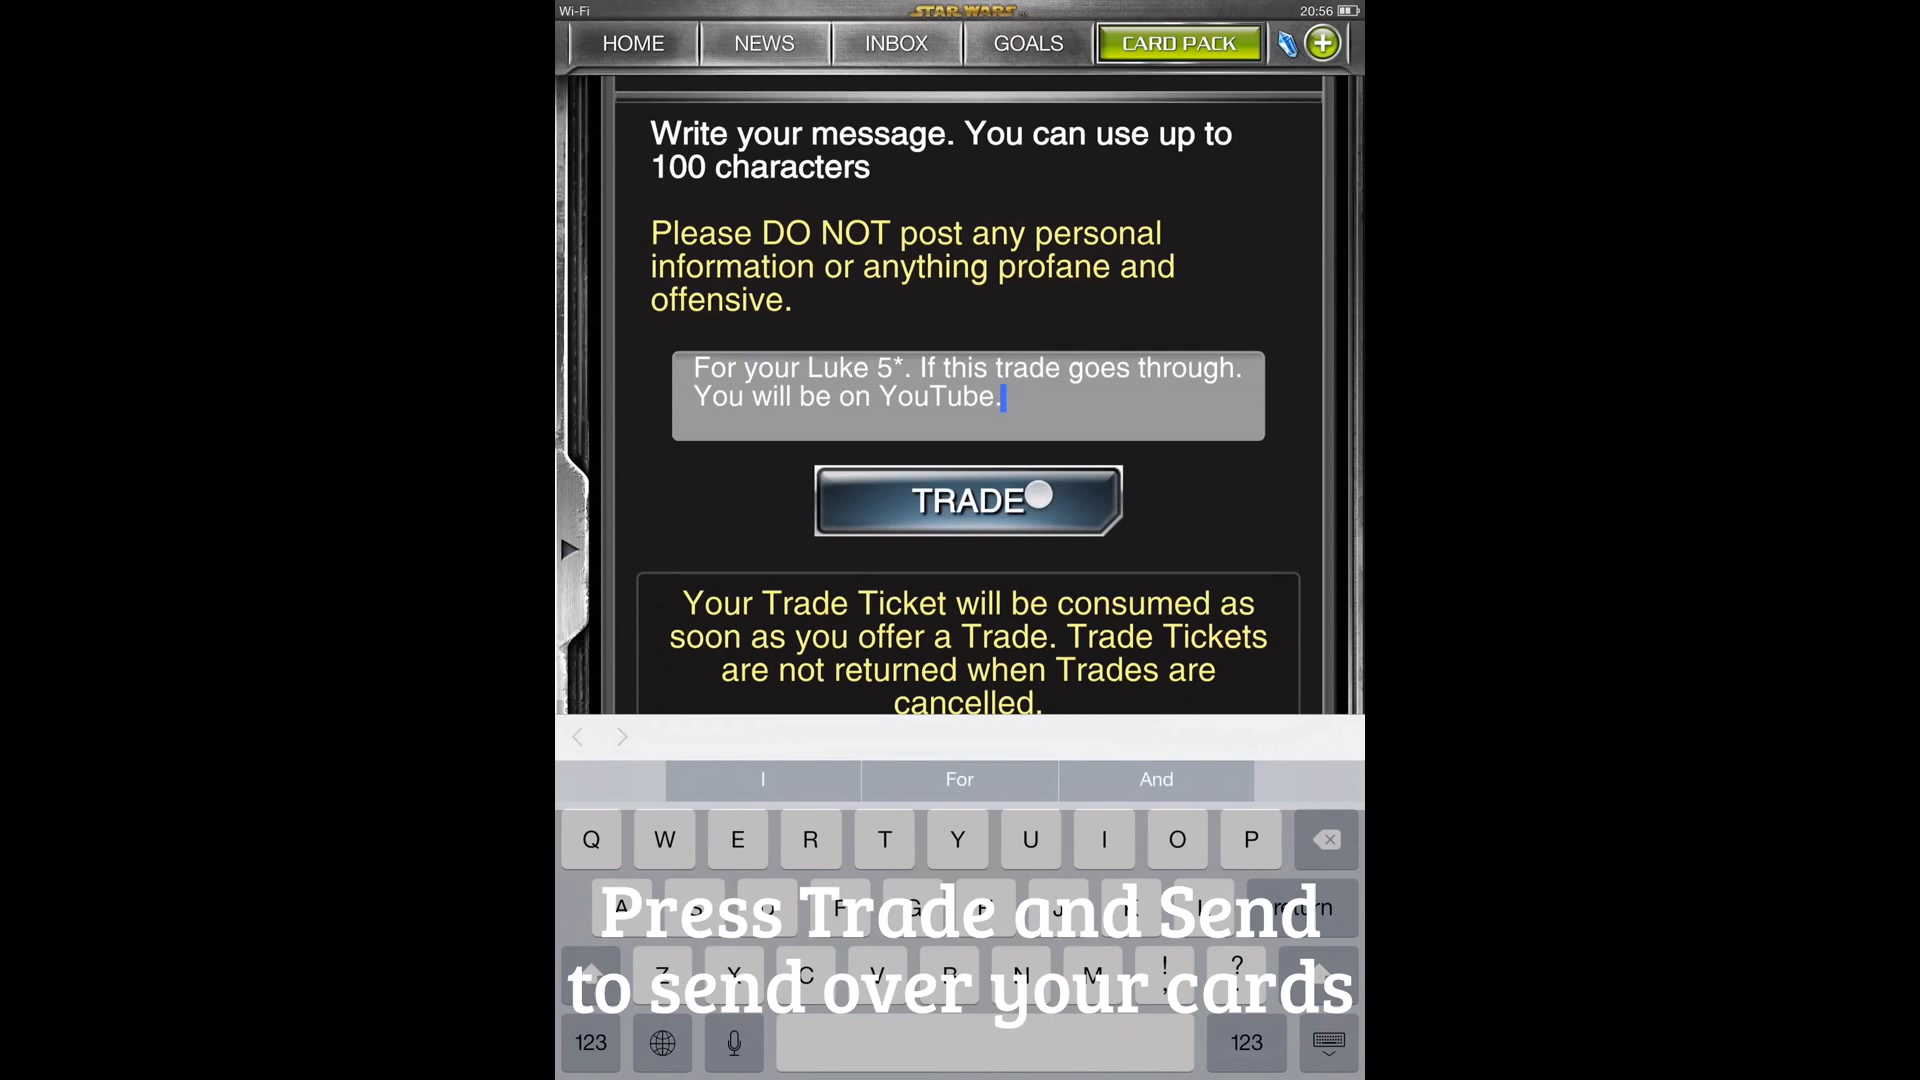 Wi-Fi
STAR WARS
20:56
HOME
NEWS
INBOX
GOALS
CARD PACK
Write your message. You can use up to
100 characters
Please DO NOT post any personal
information or anything profane and
offensive.
For your Luke 5*. If this trade goes through.
You will be on YouTube.
TRADE
Your Trade Ticket will be consumed as
soon as you offer a Trade. Trade Tickets
are not returned when Trades are
cancelled.
I For And
Q W E R T Y U I O P
A S D F G H J K L return
Press Trade and Send
Z X C V B N M ! , ? .
to send over your cards
123 123